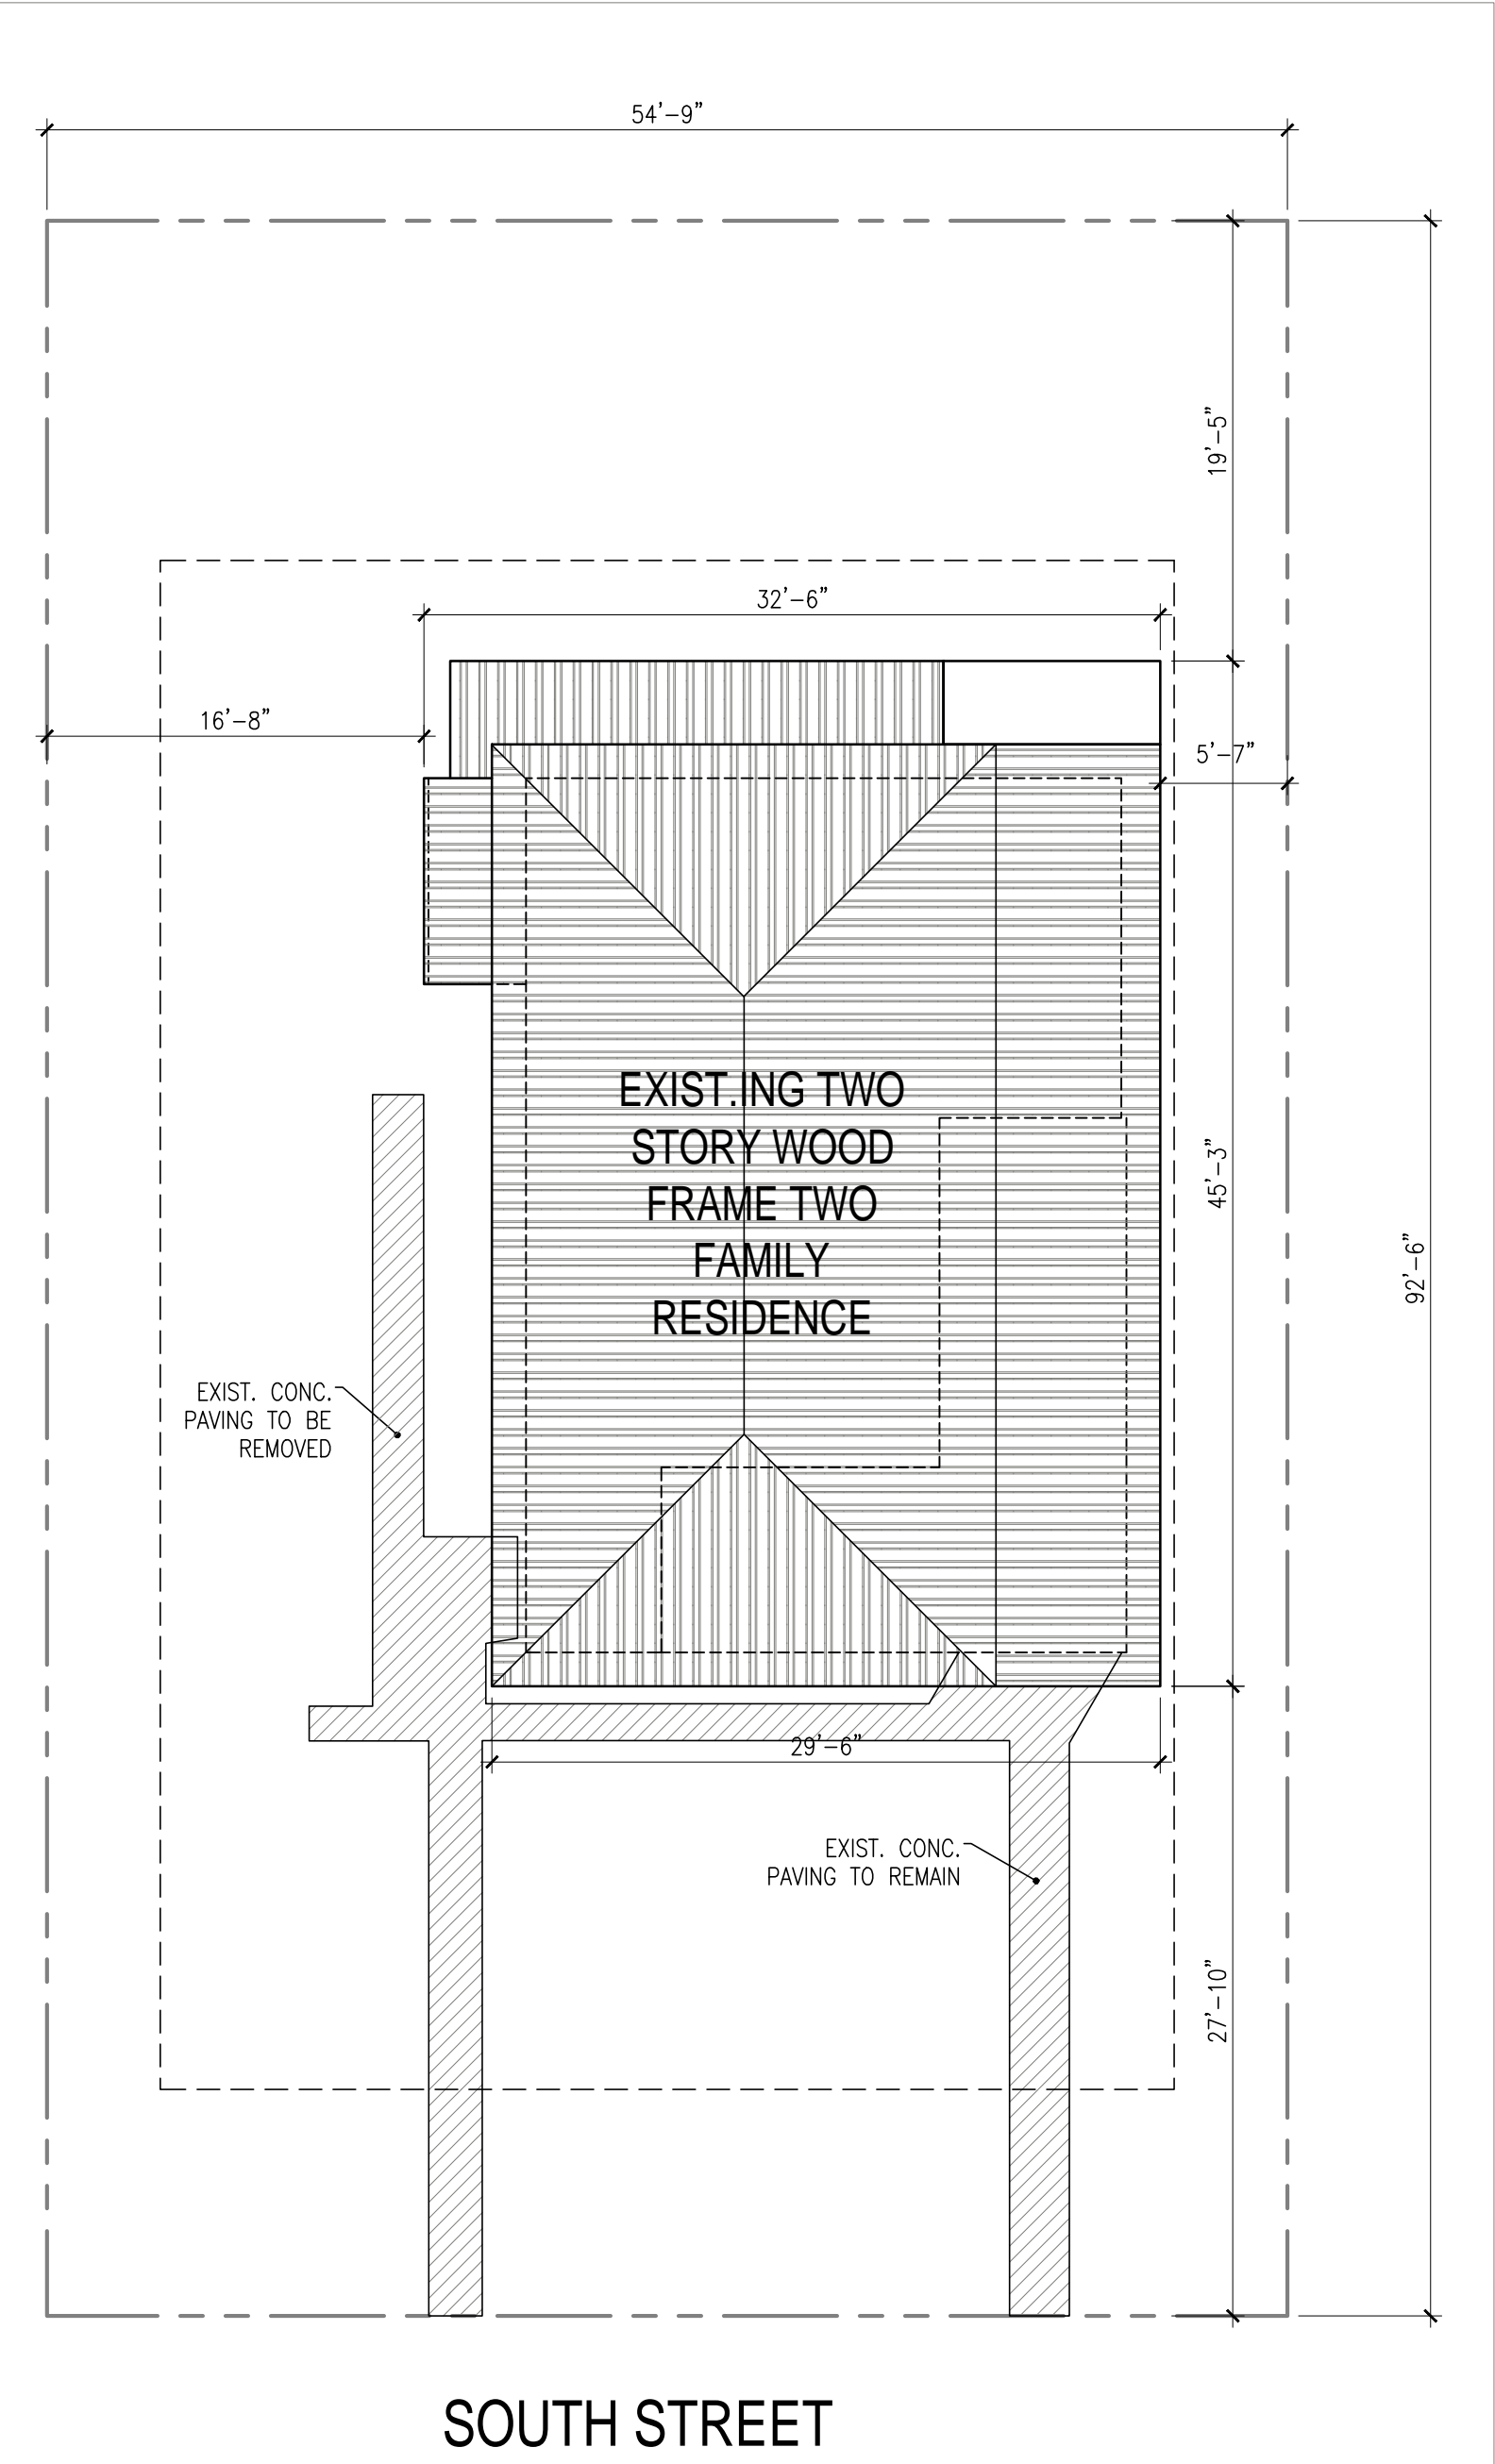 54'-9"
19'-5"
32'-6"
16'-8"
5'-7"
EXIST.ING TWO
STORY WOOD
FRAME TWO
FAMILY
RESIDENCE
45'-3"
92'-6"
EXIST. CONC.
PAVING TO BE
REMOVED
29'-6"
EXIST. CONC.
PAVING TO REMAIN
27'-10"
SOUTH STREET